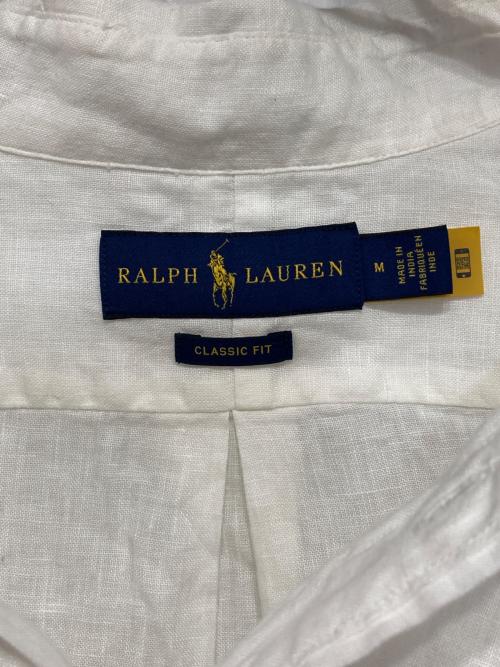 RALPH LAUREN
M
MADE IN
INDIA
FABRIQUÉ EN
INDE
CLASSIC FIT